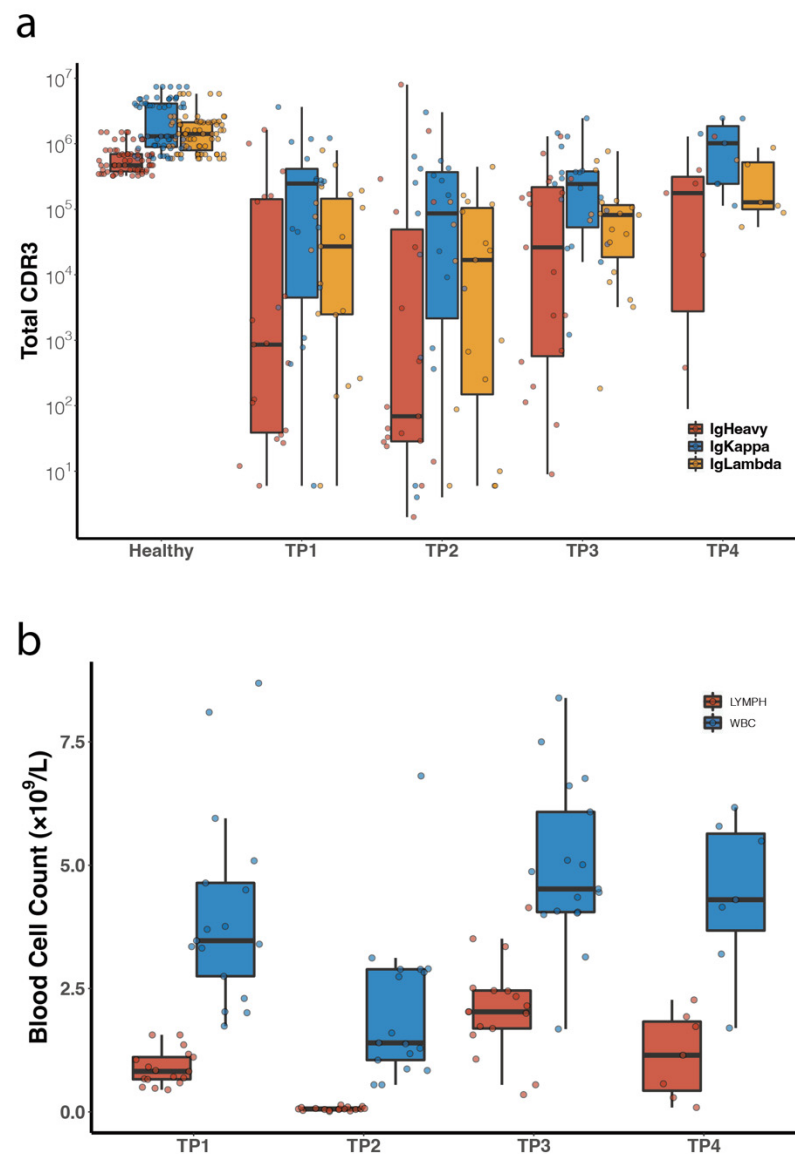 a
Total CDR3
10⁷
10⁶
10⁵
10⁴
10³
10²
10¹
IgHeavy
IgKappa
IgLambda
Healthy TP1 TP2 TP3 TP4
b
Blood Cell Count (×10⁹/L)
7.5
5.0
2.5
0.0
LYMPH
WBC
TP1 TP2 TP3 TP4